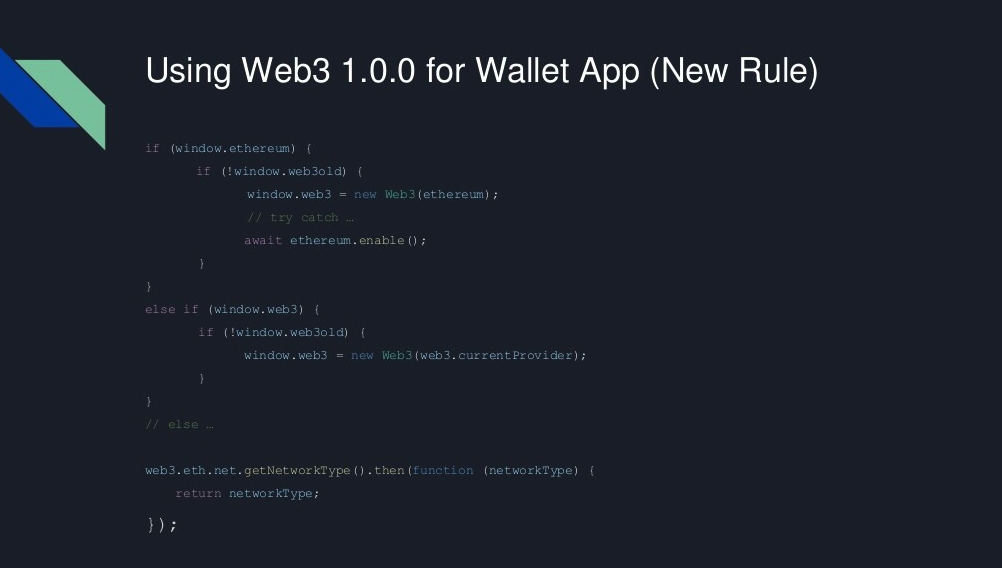 Using Web3 1.0.0 for Wallet App (New Rule)
if (window.ethereum) {
if (!window.web3old) {
window.web3 = new Web3(ethereum);
// try catch …
await ethereum.enable();
}
}
else if (window.web3) {
if (!window.web3old) {
window.web3 = new Web3(web3.currentProvider);
}
}
// else …
web3.eth.net.getNetworkType().then(function (networkType) {
return networkType;
});